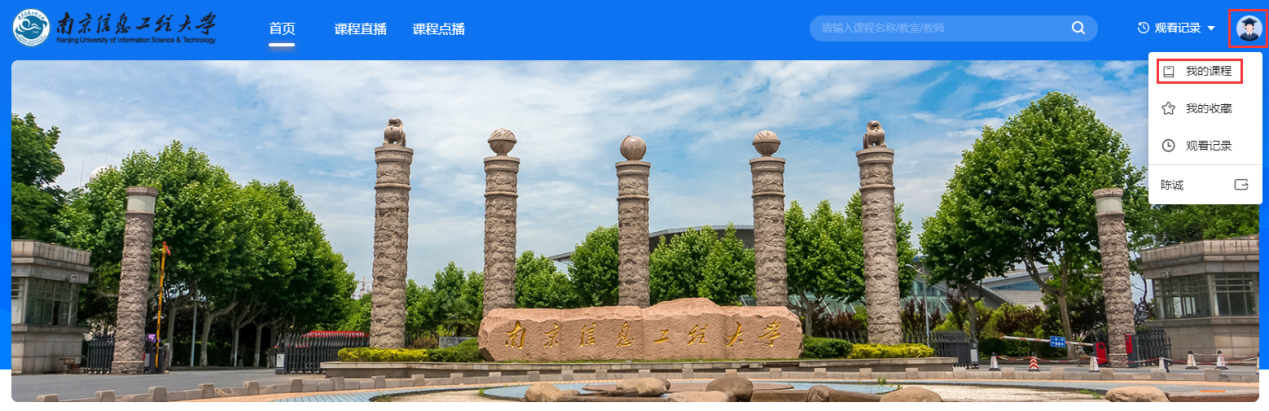 南京信息工程大学
Nanjing University of Information Science & Technology
首页
课程直播
课程点播
请输入课程名称/教室/教师
观看记录
我的课程
我的收藏
观看记录
陈诚
南京信息工程大学